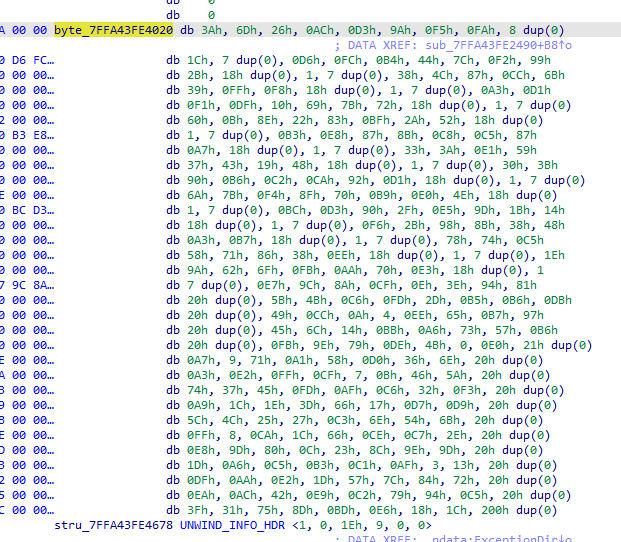 db 0
db 0
A 00 00 byte_7FFA43FE4020 db 3Ah, 6Dh, 26h, 0ACh, 0D3h, 9Ah, 0F5h, 0FAh, 8 dup(0)
; DATA XREF: sub_7FFA43FE2490+B8↑o
0 D6 FC… db 1Ch, 7 dup(0), 0D6h, 0FCh, 0B4h, 44h, 7Ch, 0F2h, 99h
0 00 00… db 2Bh, 18h dup(0), 1, 7 dup(0), 38h, 4Ch, 87h, 0CCh, 6Bh
0 00 00… db 39h, 0FFh, 0F8h, 18h dup(0), 1, 7 dup(0), 0A3h, 0D1h
0 00 00… db 0F1h, 0DFh, 10h, 69h, 7Bh, 72h, 18h dup(0), 1, 7 dup(0)
2 00 00… db 60h, 0Bh, 8Eh, 22h, 83h, 0BFh, 2Ah, 52h, 18h dup(0)
0 B3 E8… db 1, 7 dup(0), 0B3h, 0E8h, 87h, 8Bh, 0C8h, 0C5h, 87h
0 00 00… db 0A7h, 18h dup(0), 1, 7 dup(0), 33h, 3Ah, 0E1h, 59h
0 00 00… db 37h, 43h, 19h, 48h, 18h dup(0), 1, 7 dup(0), 30h, 3Bh
0 00 00… db 90h, 0B6h, 0C2h, 0CAh, 92h, 0D1h, 18h dup(0), 1, 7 dup(0)
E 00 00… db 6Ah, 7Bh, 0F4h, 8Fh, 70h, 0B9h, 0E0h, 4Eh, 18h dup(0)
0 BC D3… db 1, 7 dup(0), 0BCh, 0D3h, 90h, 2Fh, 0E5h, 9Dh, 1Bh, 14h
0 00 00… db 18h dup(0), 1, 7 dup(0), 0F6h, 2Bh, 98h, 8Bh, 38h, 48h
0 00 00… db 0A3h, 0B7h, 18h dup(0), 1, 7 dup(0), 78h, 74h, 0C5h
0 00 00… db 58h, 71h, 86h, 38h, 0EEh, 18h dup(0), 1, 7 dup(0), 1Eh
0 00 00… db 9Ah, 62h, 6Fh, 0FBh, 0AAh, 70h, 0E3h, 18h dup(0), 1
7 9C 8A… db 7 dup(0), 0E7h, 9Ch, 8Ah, 0CFh, 0Eh, 3Eh, 94h, 81h
0 00 00… db 20h dup(0), 5Bh, 4Bh, 0C6h, 0FDh, 2Dh, 0B5h, 0B6h, 0DBh
0 00 00… db 20h dup(0), 49h, 0CCh, 0Ah, 4, 0EEh, 65h, 0B7h, 97h
0 00 00… db 20h dup(0), 45h, 6Ch, 14h, 0BBh, 0A6h, 73h, 57h, 0B6h
0 00 00… db 20h dup(0), 0FBh, 9Eh, 79h, 0DEh, 4Bh, 0, 0E0h, 21h dup(0)
E 00 00… db 0A7h, 9, 71h, 0A1h, 58h, 0D0h, 36h, 6Eh, 20h dup(0)
A 00 00… db 0A3h, 0E2h, 0FFh, 0CFh, 7, 0Bh, 46h, 5Ah, 20h dup(0)
3 00 00… db 74h, 37h, 45h, 0FDh, 0AFh, 0C6h, 32h, 0F3h, 20h dup(0)
9 00 00… db 0A9h, 1Ch, 1Eh, 3Dh, 66h, 17h, 0D7h, 0D9h, 20h dup(0)
B 00 00… db 5Ch, 4Ch, 25h, 27h, 0C3h, 6Eh, 54h, 6Bh, 20h dup(0)
E 00 00… db 0FFh, 8, 0CAh, 1Ch, 66h, 0CEh, 0C7h, 2Eh, 20h dup(0)
D 00 00… db 0E8h, 9Dh, 80h, 0Ch, 23h, 8Ch, 9Eh, 9Dh, 20h dup(0)
3 00 00… db 1Dh, 0A6h, 0C5h, 0B3h, 0C1h, 0AFh, 3, 13h, 20h dup(0)
2 00 00… db 0DFh, 0AAh, 0E2h, 1Dh, 57h, 7Ch, 84h, 72h, 20h dup(0)
5 00 00… db 0EAh, 0ACh, 42h, 0E9h, 0C2h, 79h, 94h, 0C5h, 20h dup(0)
C 00 00… db 3Fh, 31h, 75h, 8Dh, 0BDh, 0E6h, 18h, 1Ch, 200h dup(0)
stru_7FFA43FE4678 UNWIND_INFO_HDR <1, 0, 1Eh, 9, 0, 0>